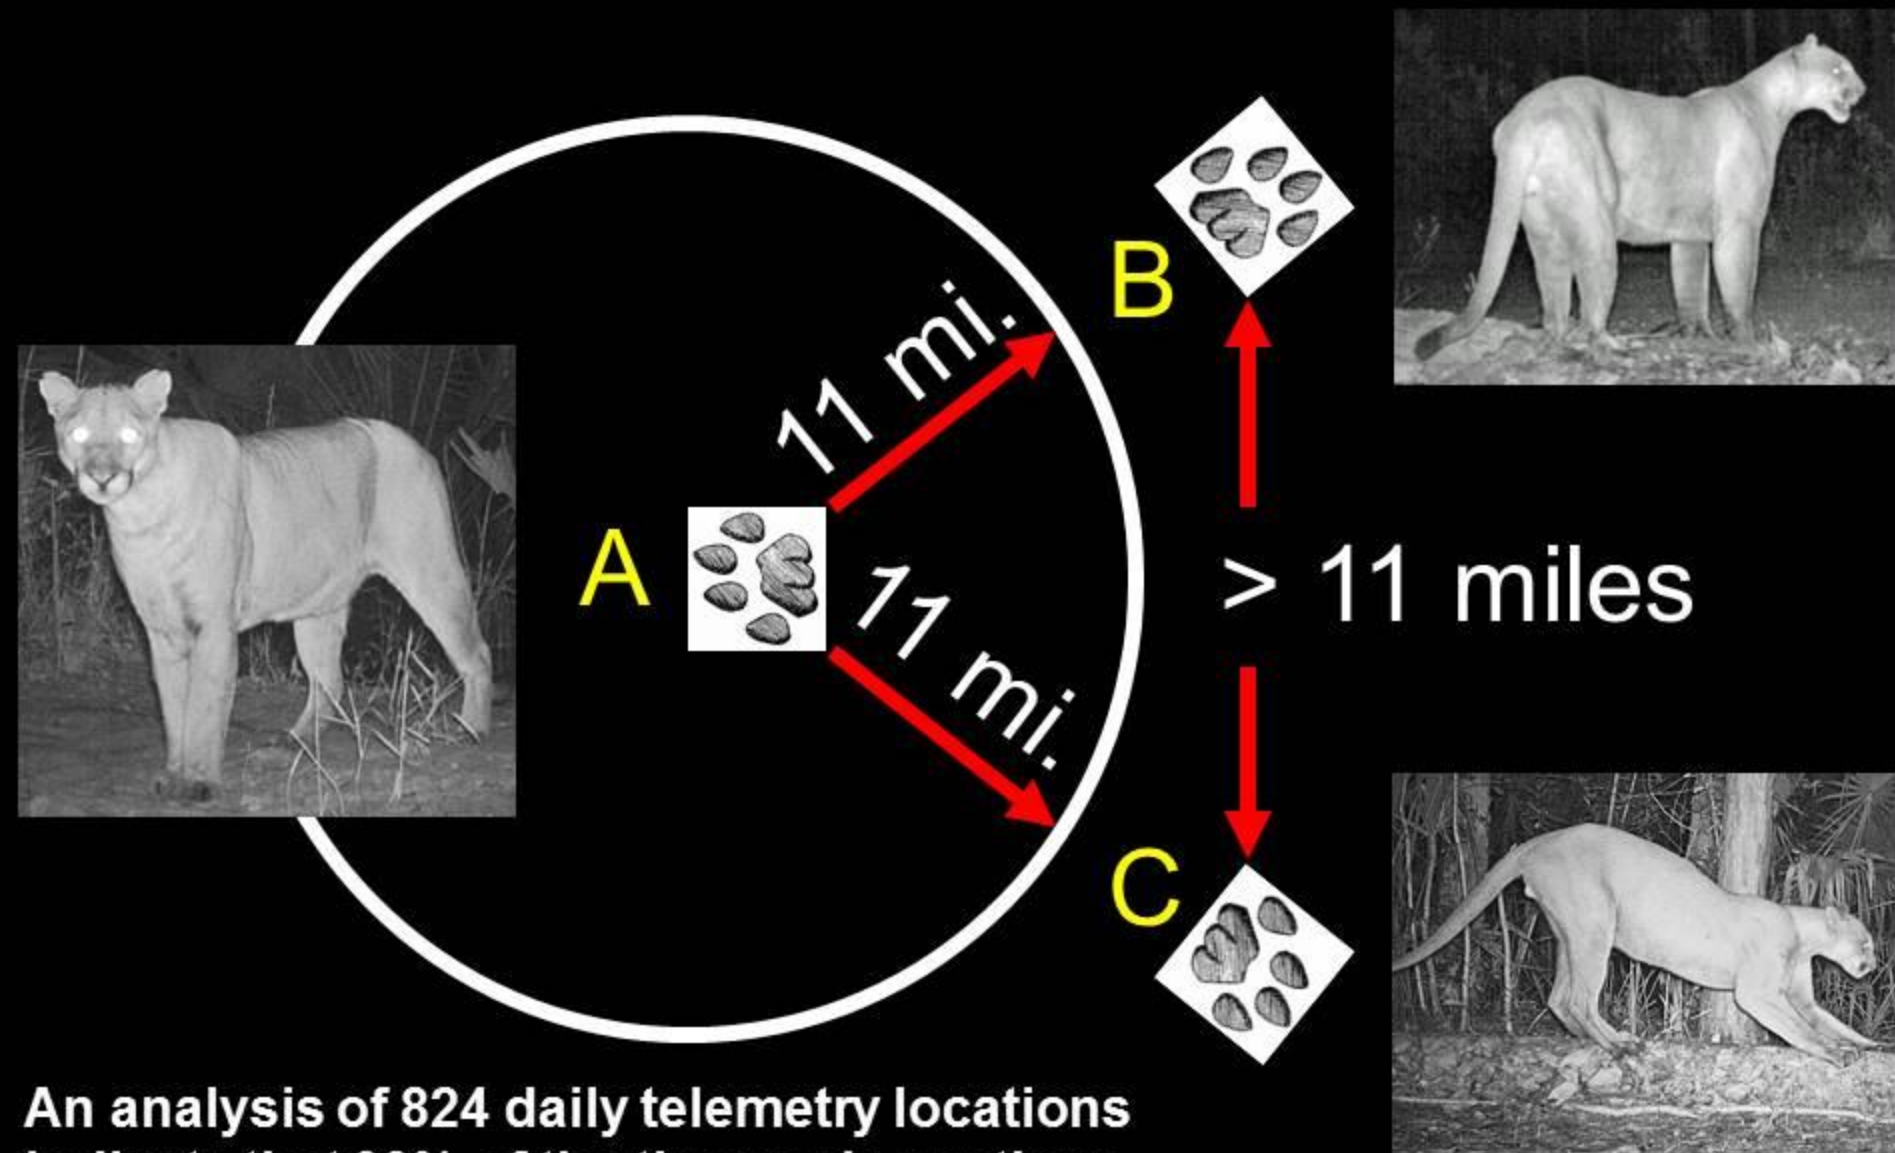 11 mi.
B
A
11 mi.
> 11 miles
C
An analysis of 824 daily telemetry locations